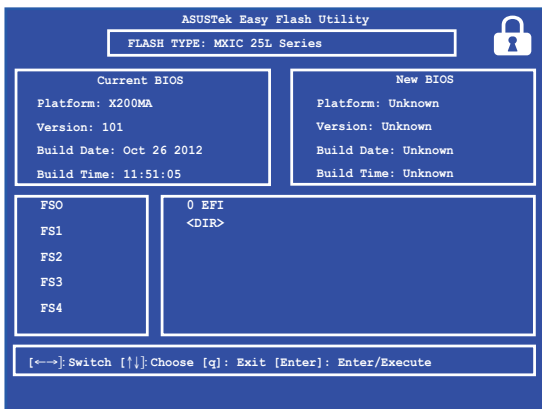 ASUSTek Easy Flash Utility
FLASH TYPE: MXIC 25L Series
Current BIOS
Platform: X200MA
Version: 101
Build Date: Oct 26 2012
Build Time: 11:51:05
New BIOS
Platform: Unknown
Version: Unknown
Build Date: Unknown
Build Time: Unknown
FSO
FS1
FS2
FS3
FS4
0 EFI
<DIR>
[←→]: Switch [↑↓]: Choose [q]: Exit [Enter]: Enter/Execute